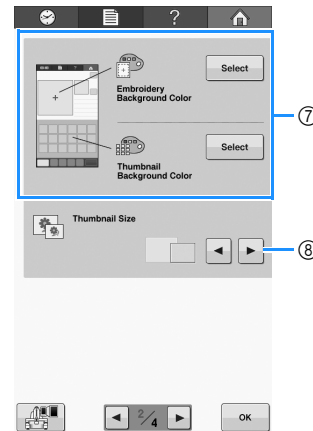 ?
Embroidery
Background Color
Select
⑦
Thumbnail
Background Color
Select
Thumbnail Size
⑧
2/4
OK